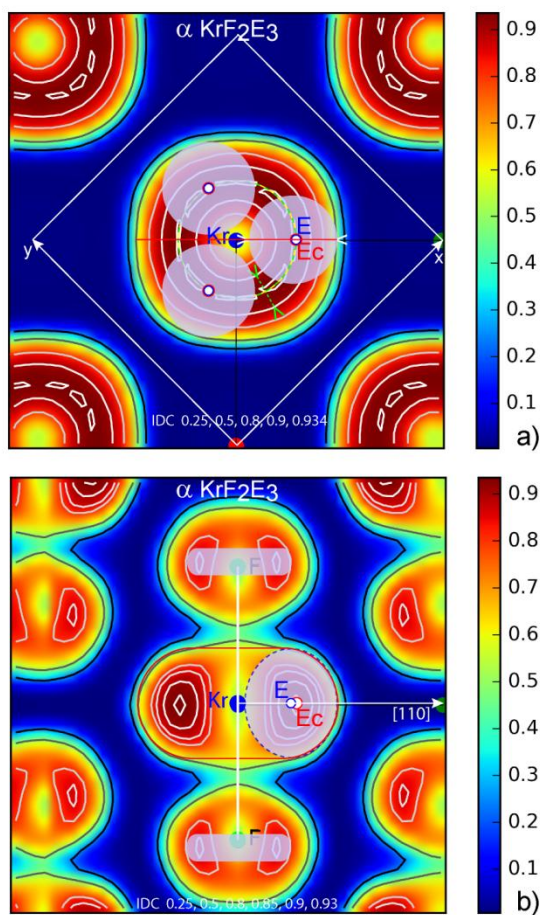 α KrF₂E₃
Kr
E
Ec
y
x
IDC 0.25, 0.5, 0.8, 0.9, 0.934
a)
0.9
0.8
0.7
0.6
0.5
0.4
0.3
0.2
0.1
α KrF₂E₃
F
Kr
E
Ec
[110]
F
IDC 0.25, 0.5, 0.8, 0.85, 0.9, 0.93
b)
0.9
0.8
0.7
0.6
0.5
0.4
0.3
0.2
0.1